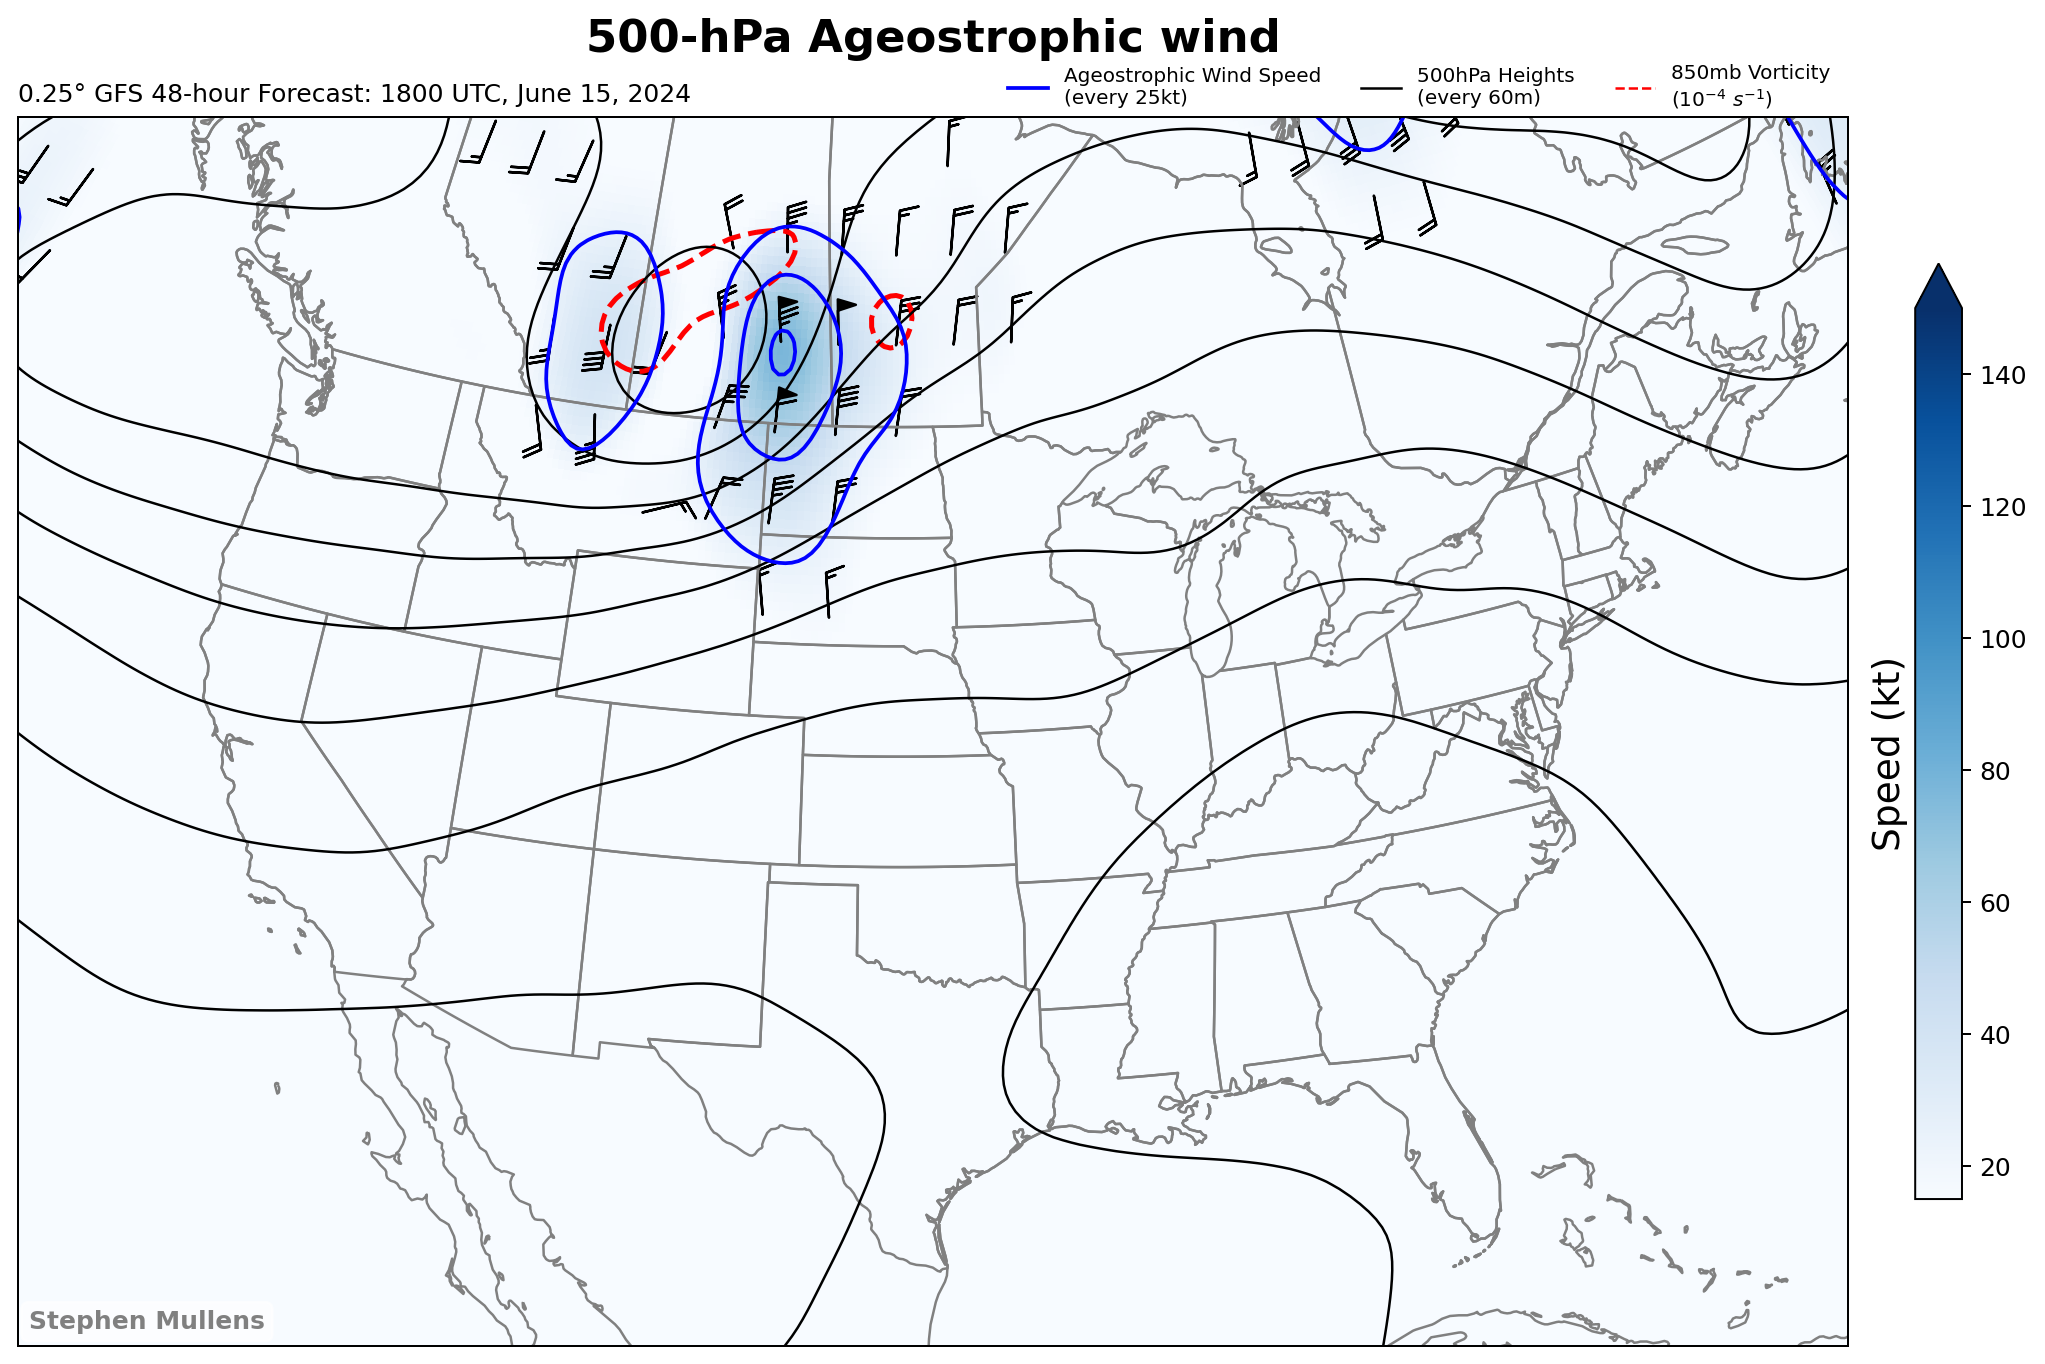 500-hPa Ageostrophic wind
0.25° GFS 48-hour Forecast: 1800 UTC, June 15, 2024
Ageostrophic Wind Speed
(every 25kt)
500hPa Heights
(every 60m)
850mb Vorticity
(10⁻⁴ s⁻¹)
140
120
100
80
60
40
20
Speed (kt)
Stephen Mullens